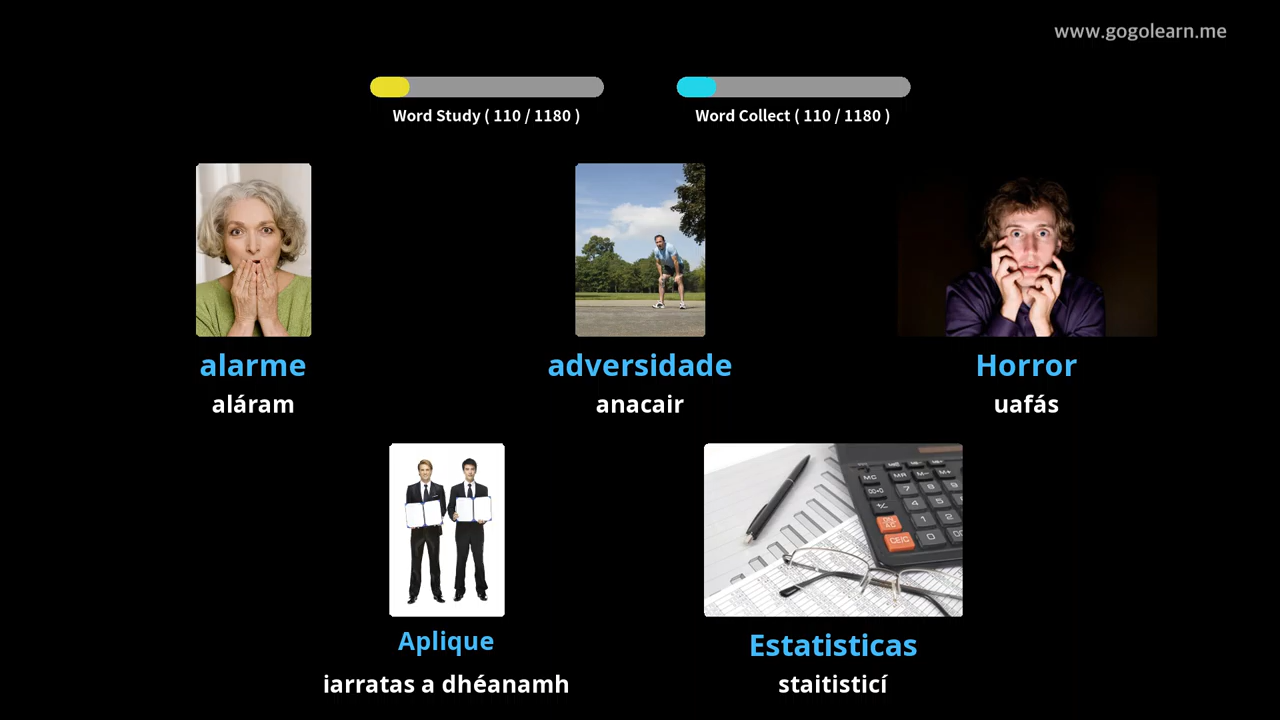 www.gogolearn.me
Word Study ( 110 / 1180 )
Word Collect ( 110 / 1180 )
alarme
aláram
adversidade
anacair
Horror
uafás
Aplique
iarratas a dhéanamh
Estatisticas
staitisticí